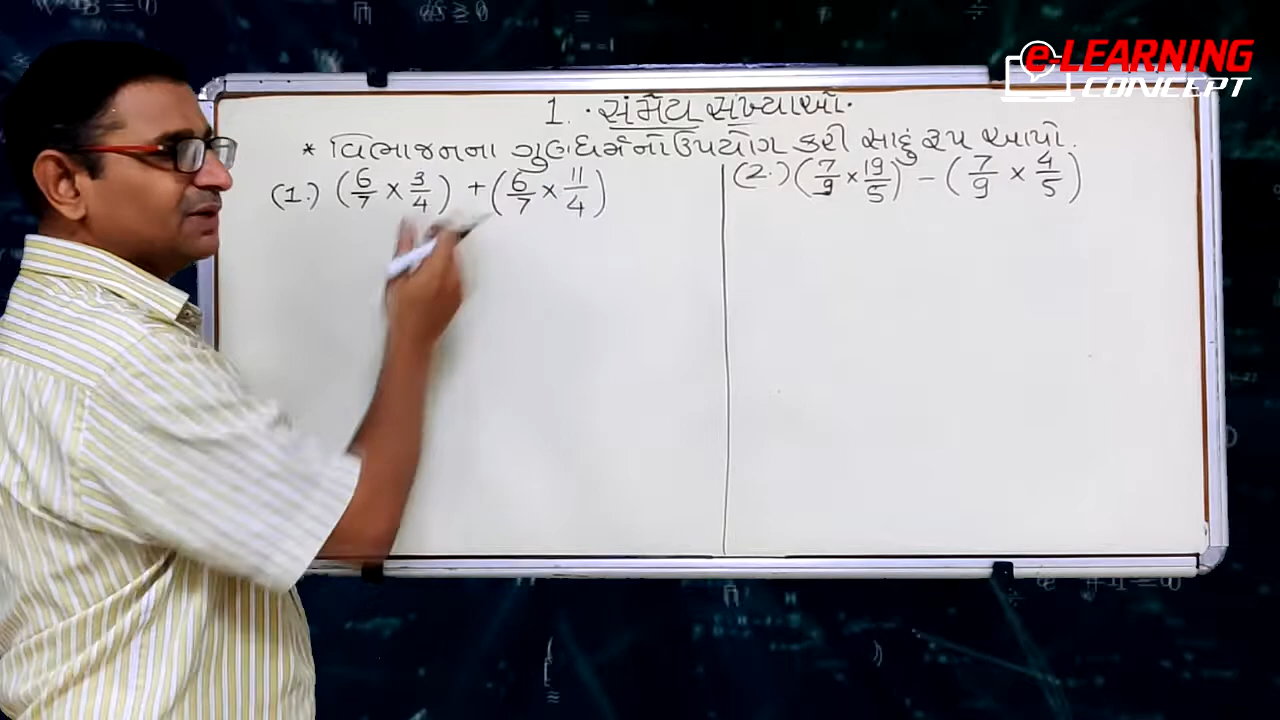 e-LEARNING
CONCEPT
1. સંમેય સંખ્યાઓ.
* વિભાજનના ગુણધર્મનો ઉપયોગ કરી સાદું રૂપ આપો.
(1.) (6/7 × 3/4) + (6/7 × 11/4)
(2.) (7/9 × 19/5) − (7/9 × 4/5)